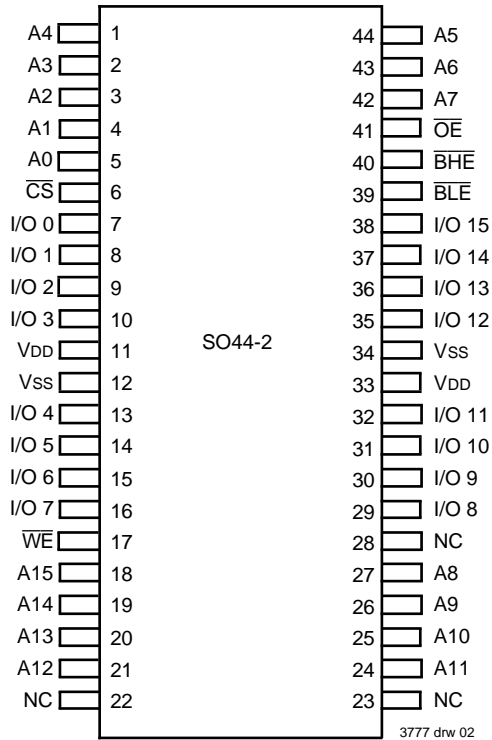 A4 1 44 A5
A3 2 43 A6
A2 3 42 A7
A1 4 41 OE
A0 5 40 BHE
CS 6 39 BLE
I/O 0 7 38 I/O 15
I/O 1 8 37 I/O 14
I/O 2 9 36 I/O 13
I/O 3 10 35 I/O 12
VDD 11 SO44-2 34 VSS
VSS 12 33 VDD
I/O 4 13 32 I/O 11
I/O 5 14 31 I/O 10
I/O 6 15 30 I/O 9
I/O 7 16 29 I/O 8
WE 17 28 NC
A15 18 27 A8
A14 19 26 A9
A13 20 25 A10
A12 21 24 A11
NC 22 23 NC
3777 drw 02